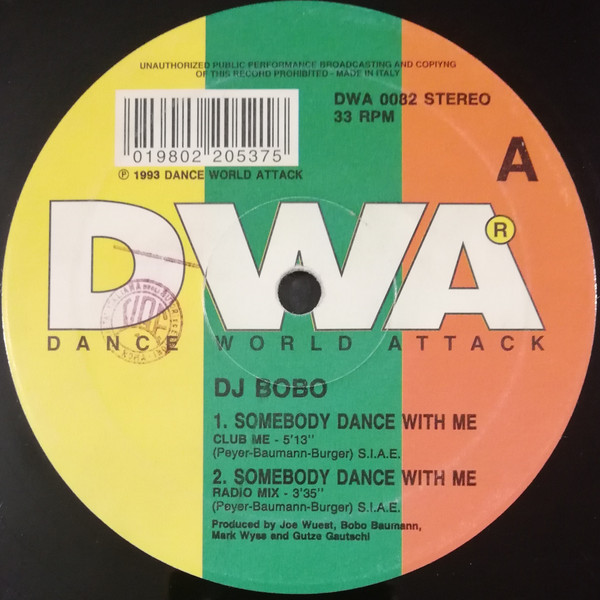 UNAUTHORIZED PUBLIC PERFORMANCE BROADCASTING AND COPIYNG
OF THIS RECORD PROHIBITED - MADE IN ITALY
DWA 0082 STEREO
33 RPM
019802 205375
A
℗ 1993 DANCE WORLD ATTACK
DWA®
DANCE WORLD ATTACK
DJ BOBO
1. SOMEBODY DANCE WITH ME
CLUB ME - 5'13"
(Peyer-Baumann-Burger) S.I.A.E.
2. SOMEBODY DANCE WITH ME
RADIO MIX - 3'35"
(Peyer-Baumann-Burger) S.I.A.E.
Produced by Joe Wuest, Bobo Baumann,
Mark Wyss and Gutze Gautschi